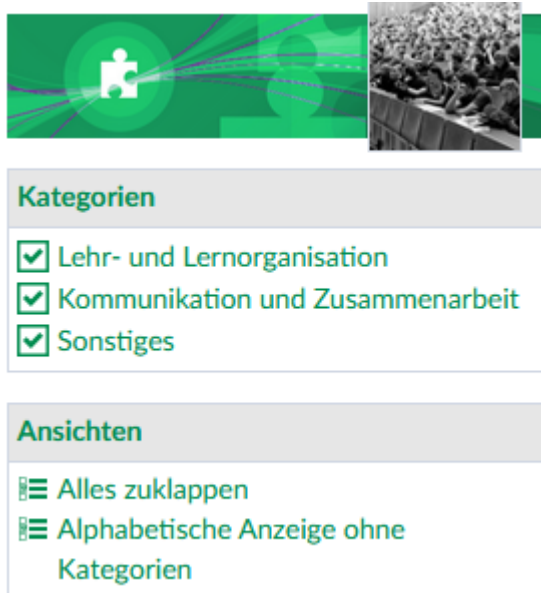 Kategorien
Lehr- und Lernorganisation
Kommunikation und Zusammenarbeit
Sonstiges
Ansichten
Alles zuklappen
Alphabetische Anzeige ohne
Kategorien